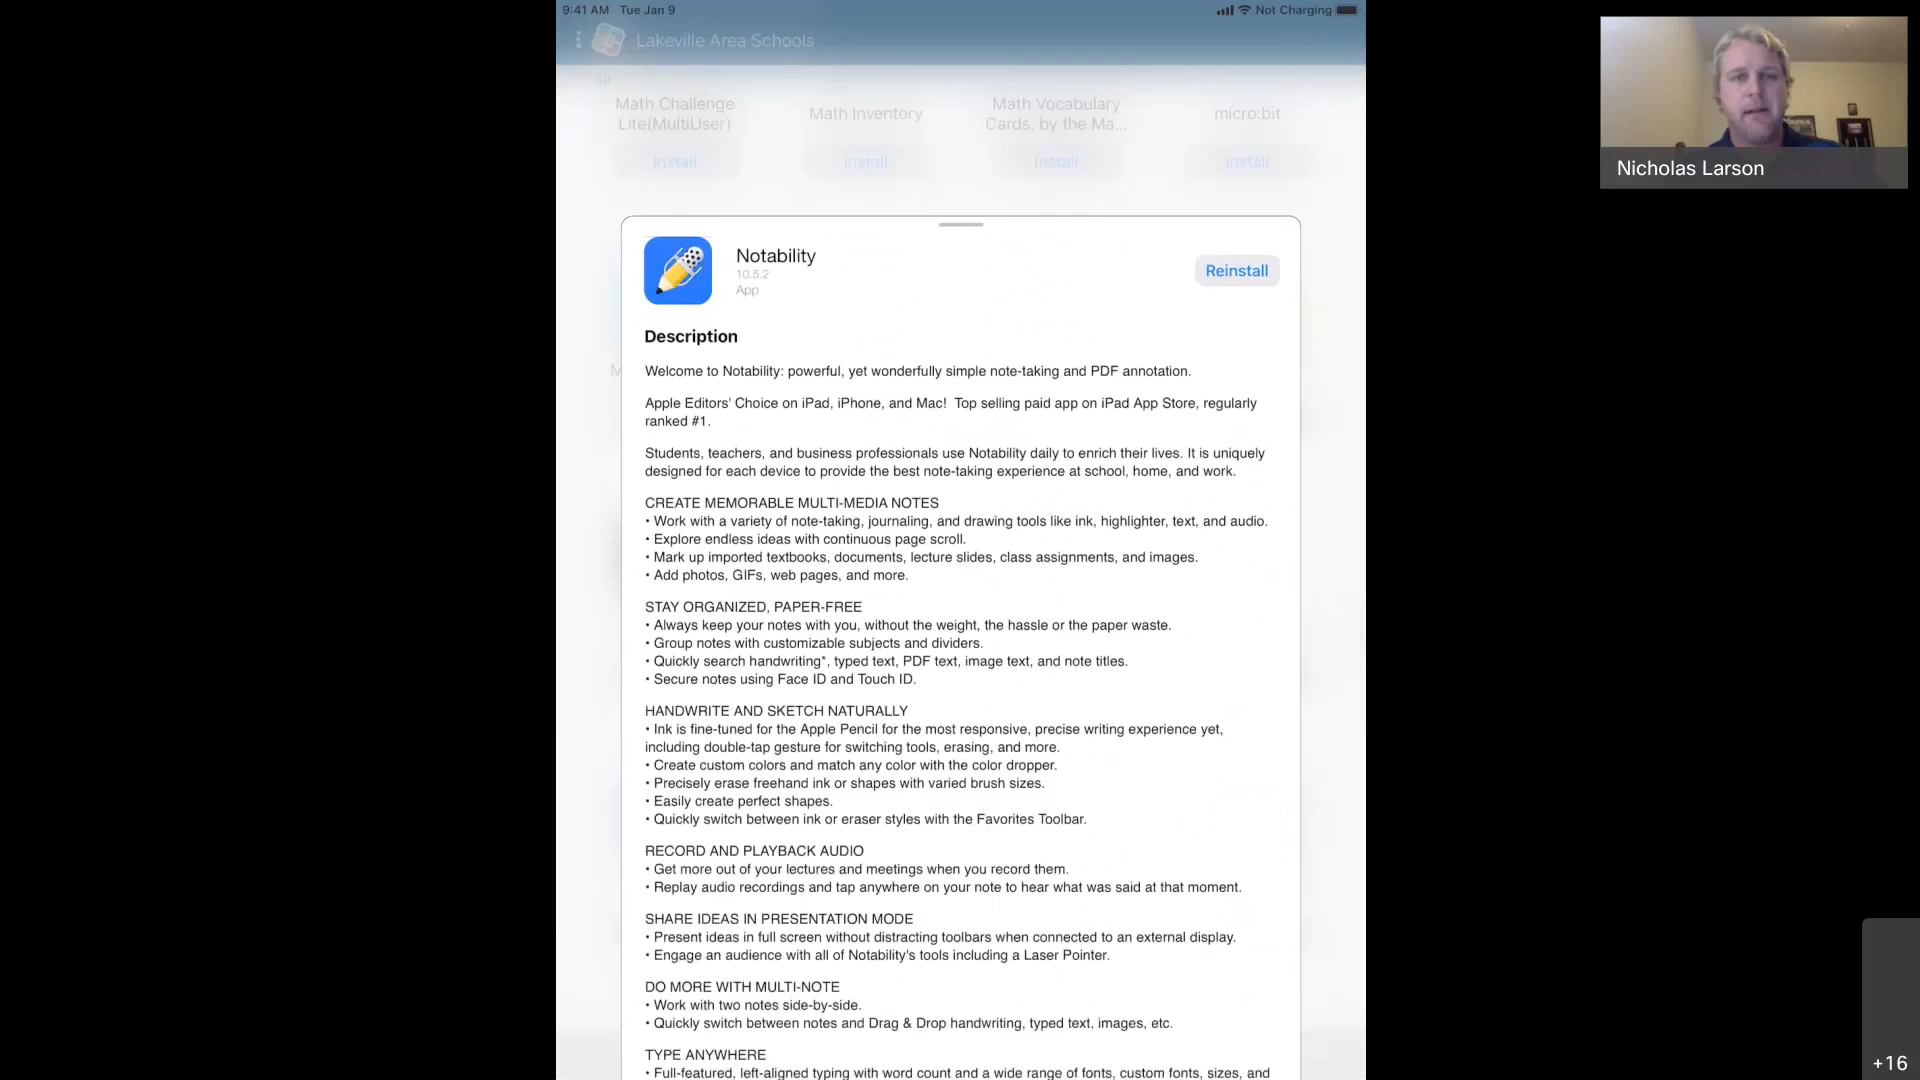 9:41 AM Tue Jan 9
Not Charging
Lakeville Area Schools
Math Challenge
Lite(MultiUser)
Math Inventory
Math Vocabulary
Cards, by the Ma...
micro:bit
Install
Install
Install
Install
Nicholas Larson
Notability
10.5.2
App
Reinstall
Description
Welcome to Notability: powerful, yet wonderfully simple note-taking and PDF annotation.
Apple Editors' Choice on iPad, iPhone, and Mac!  Top selling paid app on iPad App Store, regularly
ranked #1.
Students, teachers, and business professionals use Notability daily to enrich their lives. It is uniquely
designed for each device to provide the best note-taking experience at school, home, and work.
CREATE MEMORABLE MULTI-MEDIA NOTES
• Work with a variety of note-taking, journaling, and drawing tools like ink, highlighter, text, and audio.
• Explore endless ideas with continuous page scroll.
• Mark up imported textbooks, documents, lecture slides, class assignments, and images.
• Add photos, GIFs, web pages, and more.
STAY ORGANIZED, PAPER-FREE
• Always keep your notes with you, without the weight, the hassle or the paper waste.
• Group notes with customizable subjects and dividers.
• Quickly search handwriting*, typed text, PDF text, image text, and note titles.
• Secure notes using Face ID and Touch ID.
HANDWRITE AND SKETCH NATURALLY
• Ink is fine-tuned for the Apple Pencil for the most responsive, precise writing experience yet,
including double-tap gesture for switching tools, erasing, and more.
• Create custom colors and match any color with the color dropper.
• Precisely erase freehand ink or shapes with varied brush sizes.
• Easily create perfect shapes.
• Quickly switch between ink or eraser styles with the Favorites Toolbar.
RECORD AND PLAYBACK AUDIO
• Get more out of your lectures and meetings when you record them.
• Replay audio recordings and tap anywhere on your note to hear what was said at that moment.
SHARE IDEAS IN PRESENTATION MODE
• Present ideas in full screen without distracting toolbars when connected to an external display.
• Engage an audience with all of Notability's tools including a Laser Pointer.
DO MORE WITH MULTI-NOTE
• Work with two notes side-by-side.
• Quickly switch between notes and Drag & Drop handwriting, typed text, images, etc.
TYPE ANYWHERE
• Full-featured, left-aligned typing with word count and a wide range of fonts, custom fonts, sizes, and
+16